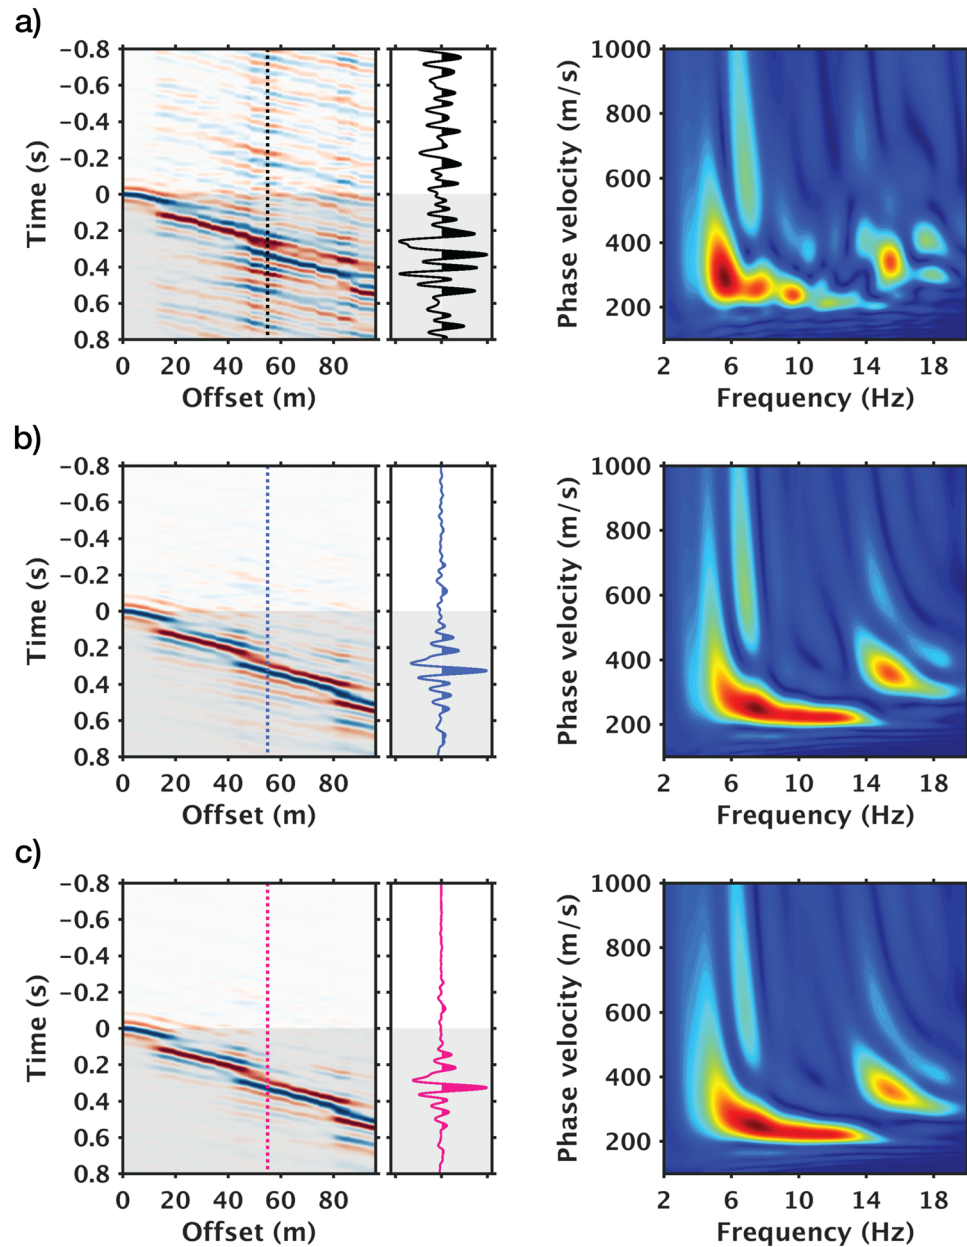 a)
−0.8
−0.6
−0.4
−0.2
0
0.2
0.4
0.6
0.8
Time (s)
0 20 40 60 80
Offset (m)
1000
800
600
400
200
Phase velocity (m/s)
2 6 10 14 18
Frequency (Hz)
b)
−0.8
−0.6
−0.4
−0.2
0
0.2
0.4
0.6
0.8
Time (s)
0 20 40 60 80
Offset (m)
1000
800
600
400
200
Phase velocity (m/s)
2 6 10 14 18
Frequency (Hz)
c)
−0.8
−0.6
−0.4
−0.2
0
0.2
0.4
0.6
0.8
Time (s)
0 20 40 60 80
Offset (m)
1000
800
600
400
200
Phase velocity (m/s)
2 6 10 14 18
Frequency (Hz)